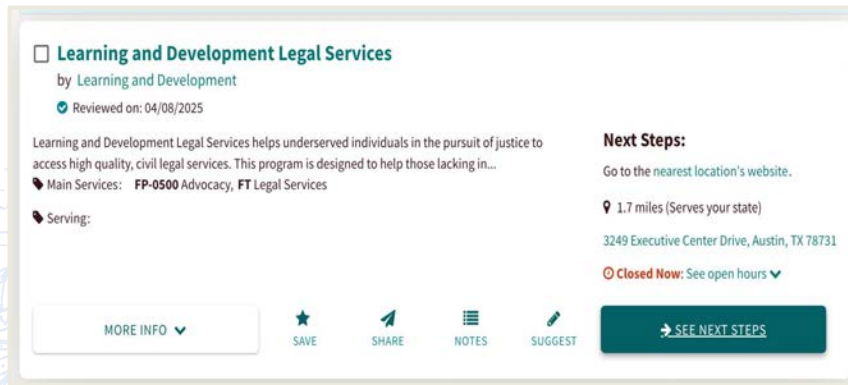 Learning and Development Legal Services
by Learning and Development
Reviewed on: 04/08/2025
Learning and Development Legal Services helps underserved individuals in the pursuit of justice to
access high quality, civil legal services. This program is designed to help those lacking in...
Main Services: FP-0500 Advocacy, FT Legal Services
Serving:
Next Steps:
Go to the nearest location's website.
1.7 miles (Serves your state)
3249 Executive Center Drive, Austin, TX 78731
Closed Now: See open hours
MORE INFO
SAVE
SHARE
NOTES
SUGGEST
SEE NEXT STEPS